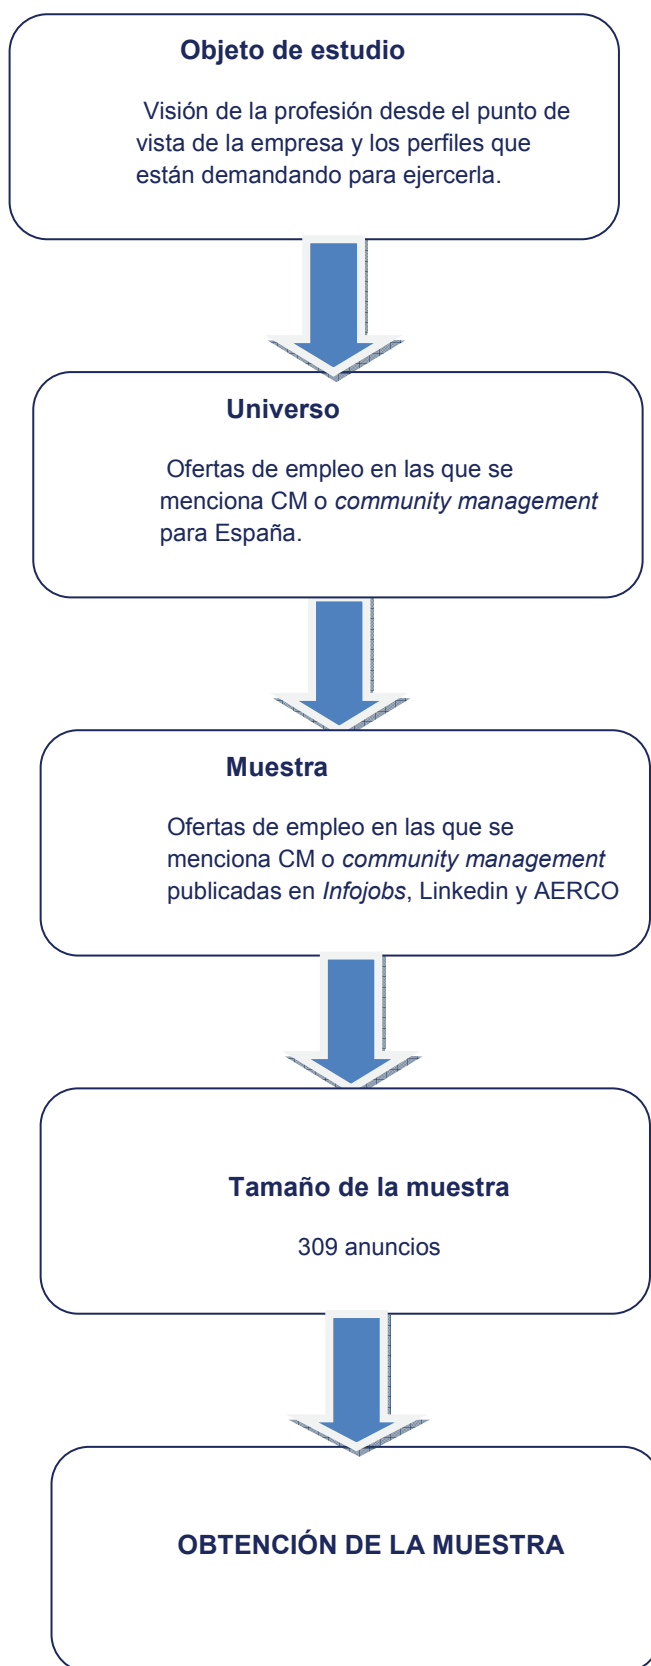 Objeto de estudio
Visión de la profesión desde el punto de
vista de la empresa y los perfiles que
están demandando para ejercerla.
Universo
Ofertas de empleo en las que se
menciona CM o community management
para España.
Muestra
Ofertas de empleo en las que se
menciona CM o community management
publicadas en Infojobs, Linkedin y AERCO
Tamaño de la muestra
309 anuncios
OBTENCIÓN DE LA MUESTRA